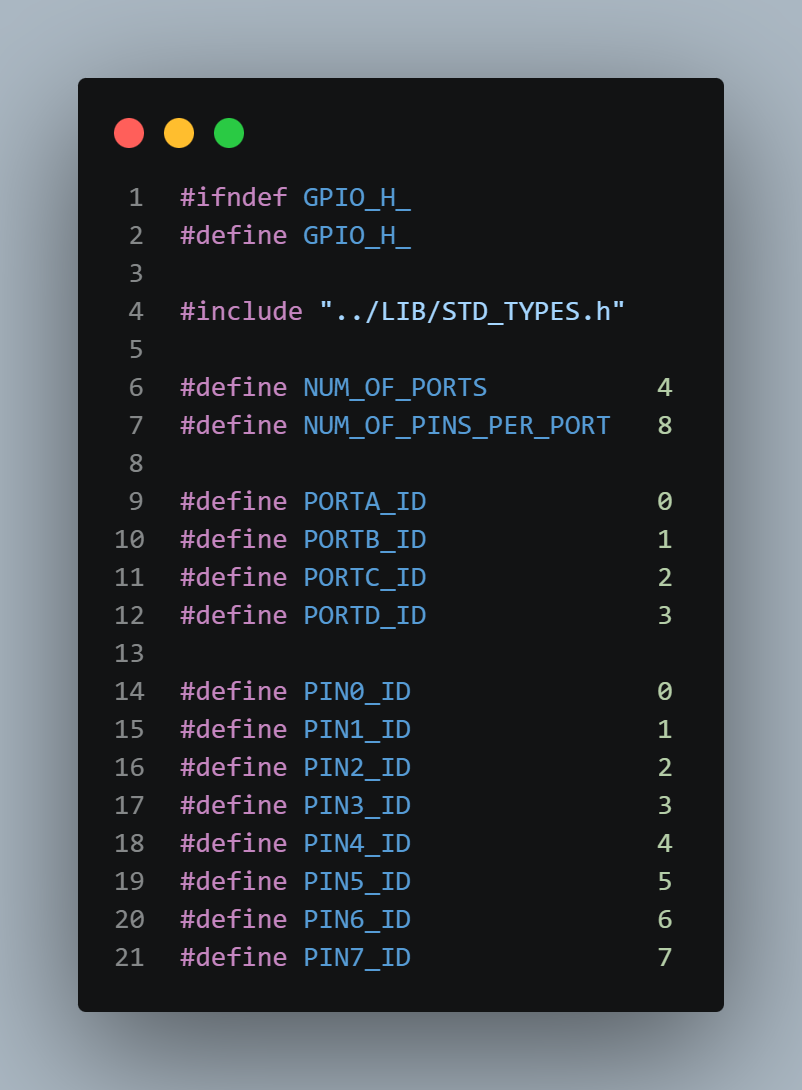 1 #ifndef GPIO_H_
2 #define GPIO_H_
3
4 #include "../LIB/STD_TYPES.h"
5
6 #define NUM_OF_PORTS 4
7 #define NUM_OF_PINS_PER_PORT 8
8
9 #define PORTA_ID 0
10 #define PORTB_ID 1
11 #define PORTC_ID 2
12 #define PORTD_ID 3
13
14 #define PIN0_ID 0
15 #define PIN1_ID 1
16 #define PIN2_ID 2
17 #define PIN3_ID 3
18 #define PIN4_ID 4
19 #define PIN5_ID 5
20 #define PIN6_ID 6
21 #define PIN7_ID 7